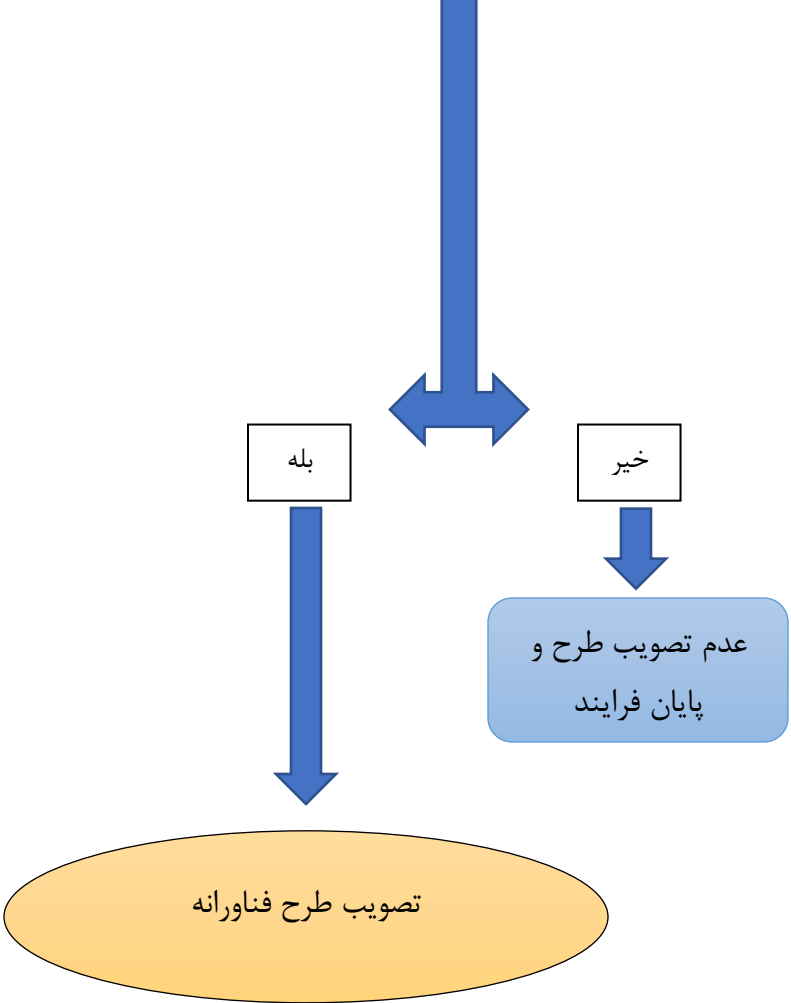 خیر
بله
عدم تصویب طرح و
پایان فرایند
تصویب طرح فناورانه